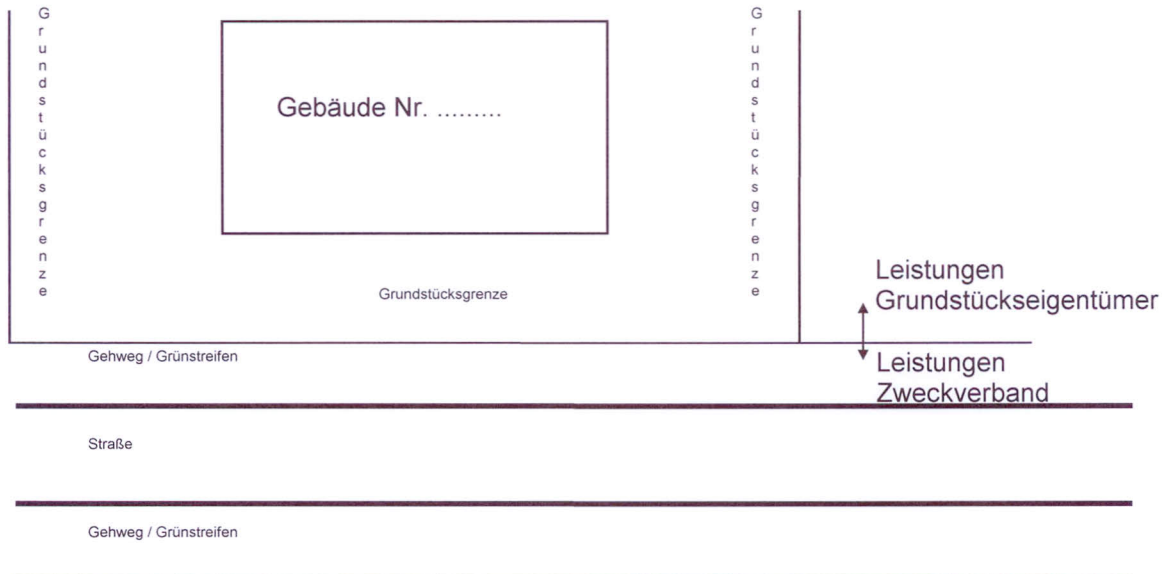 Grundstücksgrenze
Grundstücksgrenze
Gebäude Nr. .........
Grundstücksgrenze
Leistungen
Grundstückseigentümer
Gehweg / Grünstreifen
Leistungen
Zweckverband
Straße
Gehweg / Grünstreifen